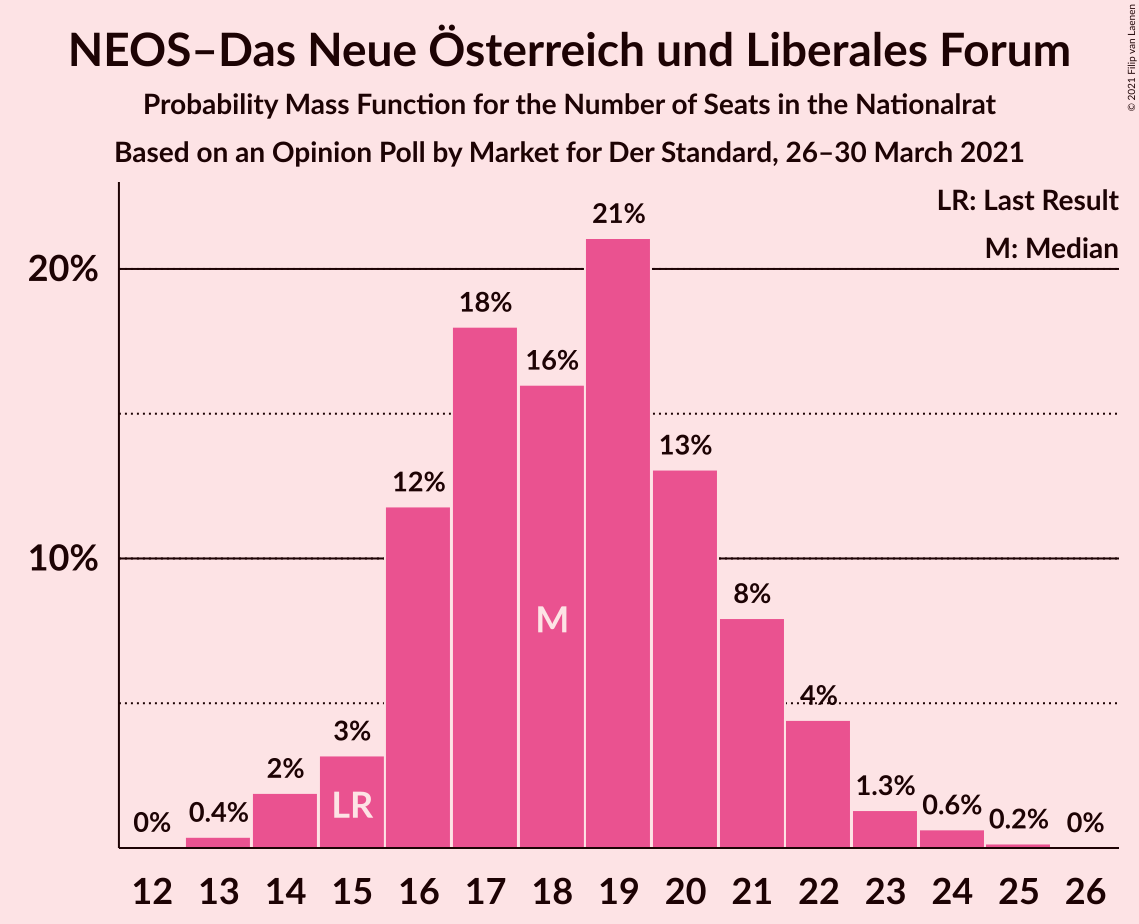 NEOS–Das Neue Österreich und Liberales Forum
Probability Mass Function for the Number of Seats in the Nationalrat
Based on an Opinion Poll by Market for Der Standard, 26–30 March 2021
© 2021 Filip van Laenen
LR: Last Result
M: Median
20%
10%
0%
0.4%
2%
3%
12%
18%
16%
21%
13%
8%
4%
1.3%
0.6%
0.2%
0%
LR
M
12 13 14 15 16 17 18 19 20 21 22 23 24 25 26